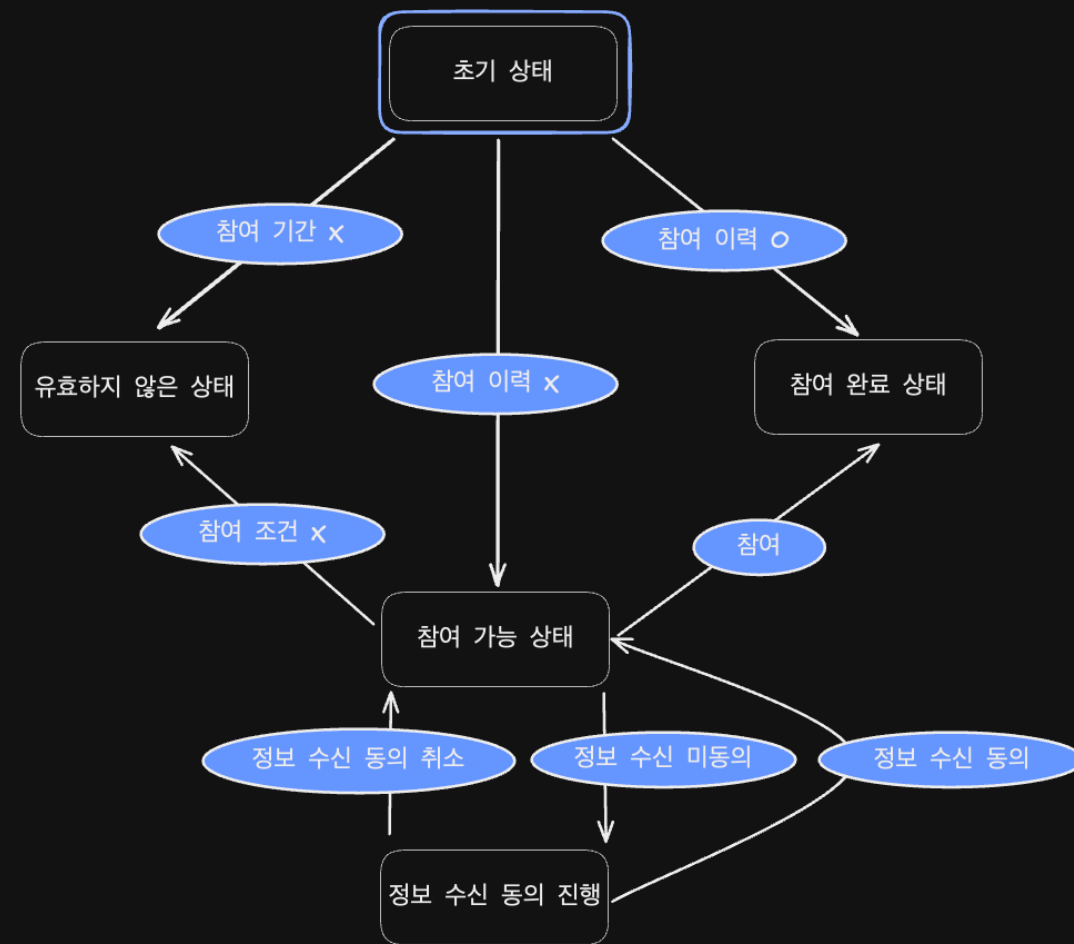 초기 상태
참여 기간 x
참여 이력 o
참여 이력 x
유효하지 않은 상태
참여 완료 상태
참여 조건 x
참여
참여 가능 상태
정보 수신 동의 취소
정보 수신 미동의
정보 수신 동의
정보 수신 동의 진행